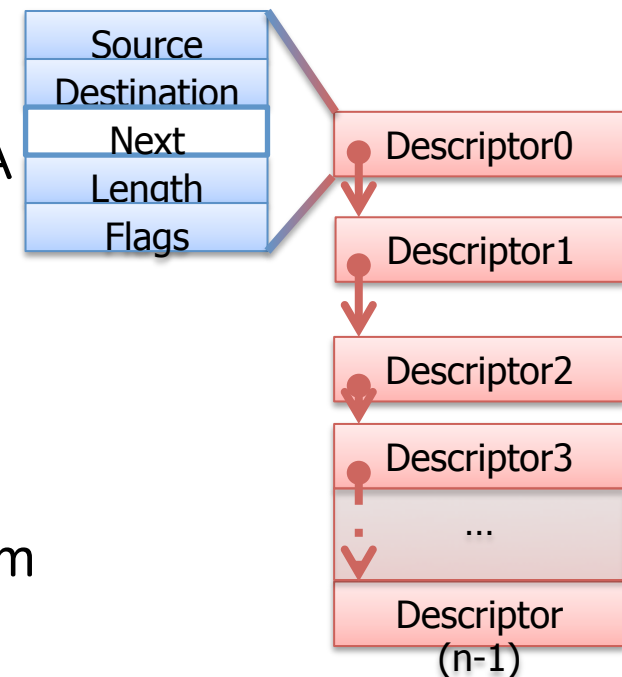 Source
Destination
Next
Length
Flags
A
Descriptor0
Descriptor1
Descriptor2
Descriptor3
...
m
Descriptor
(n-1)